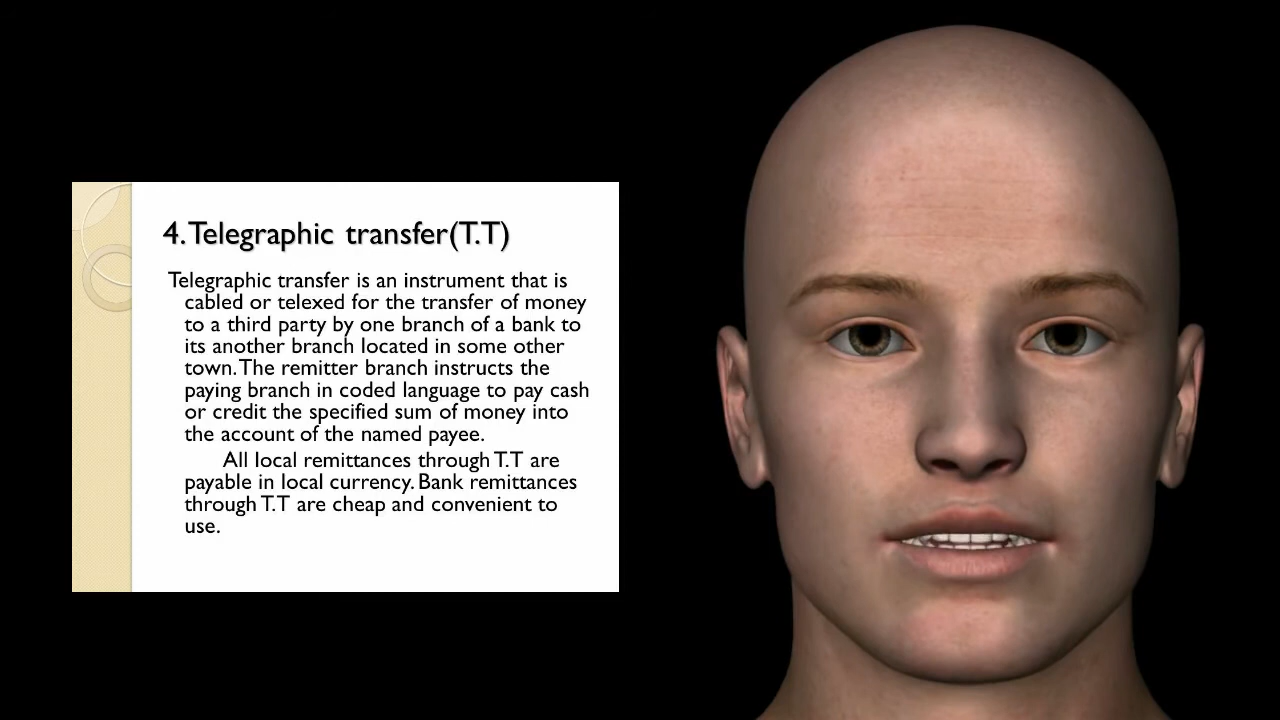 4. Telegraphic transfer(T.T)
Telegraphic transfer is an instrument that is
cabled or telexed for the transfer of money
to a third party by one branch of a bank to
its another branch located in some other
town. The remitter branch instructs the
paying branch in coded language to pay cash
or credit the specified sum of money into
the account of the named payee.
All local remittances through T.T are
payable in local currency. Bank remittances
through T.T are cheap and convenient to
use.